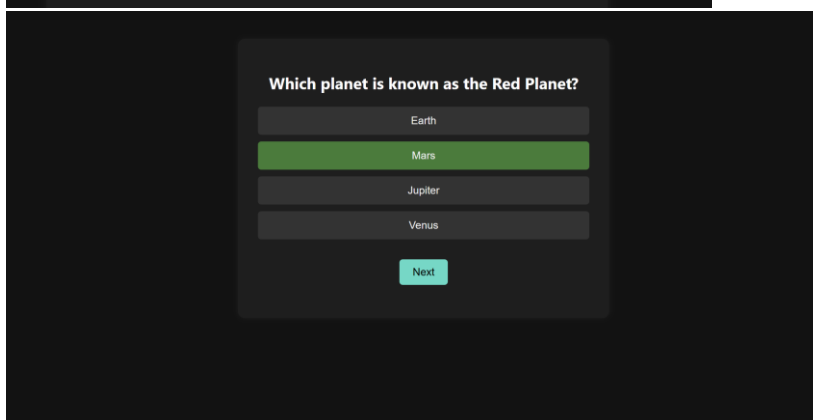 Which planet is known as the Red Planet?
Earth
Mars
Jupiter
Venus
Next